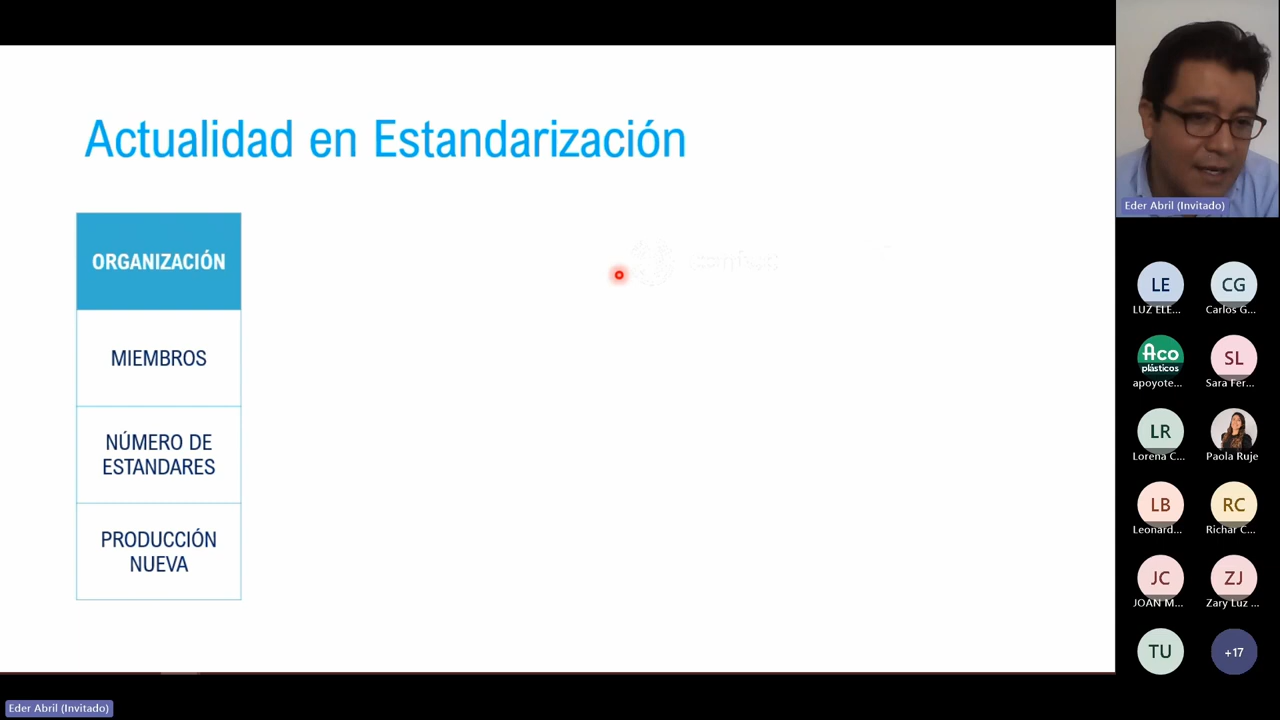 Actualidad en Estandarización
ORGANIZACIÓN
MIEMBROS
NÚMERO DE
ESTANDARES
PRODUCCIÓN
NUEVA
Eder Abril (Invitado)
LE
LUZ ELE...
CG
Carlos G...
Aco
plásticos
apoyote...
SL
Sara Fer...
LR
Lorena C...
Paola Ruje
LB
Leonard...
RC
Richar C...
JC
JOAN M...
ZJ
Zary Luz ...
TU
+17
Eder Abril (Invitado)